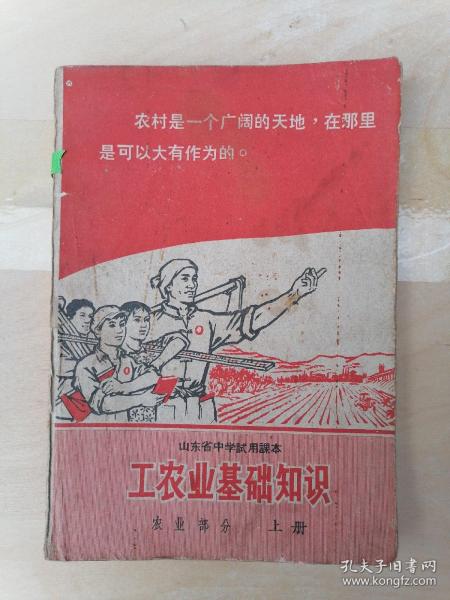 农村是一个广阔的天地，在那里
是可以大有作为的。
山东省中学試用課本
工农业基础知识
农业部分 上册
孔夫子旧书网
www.kongfz.com